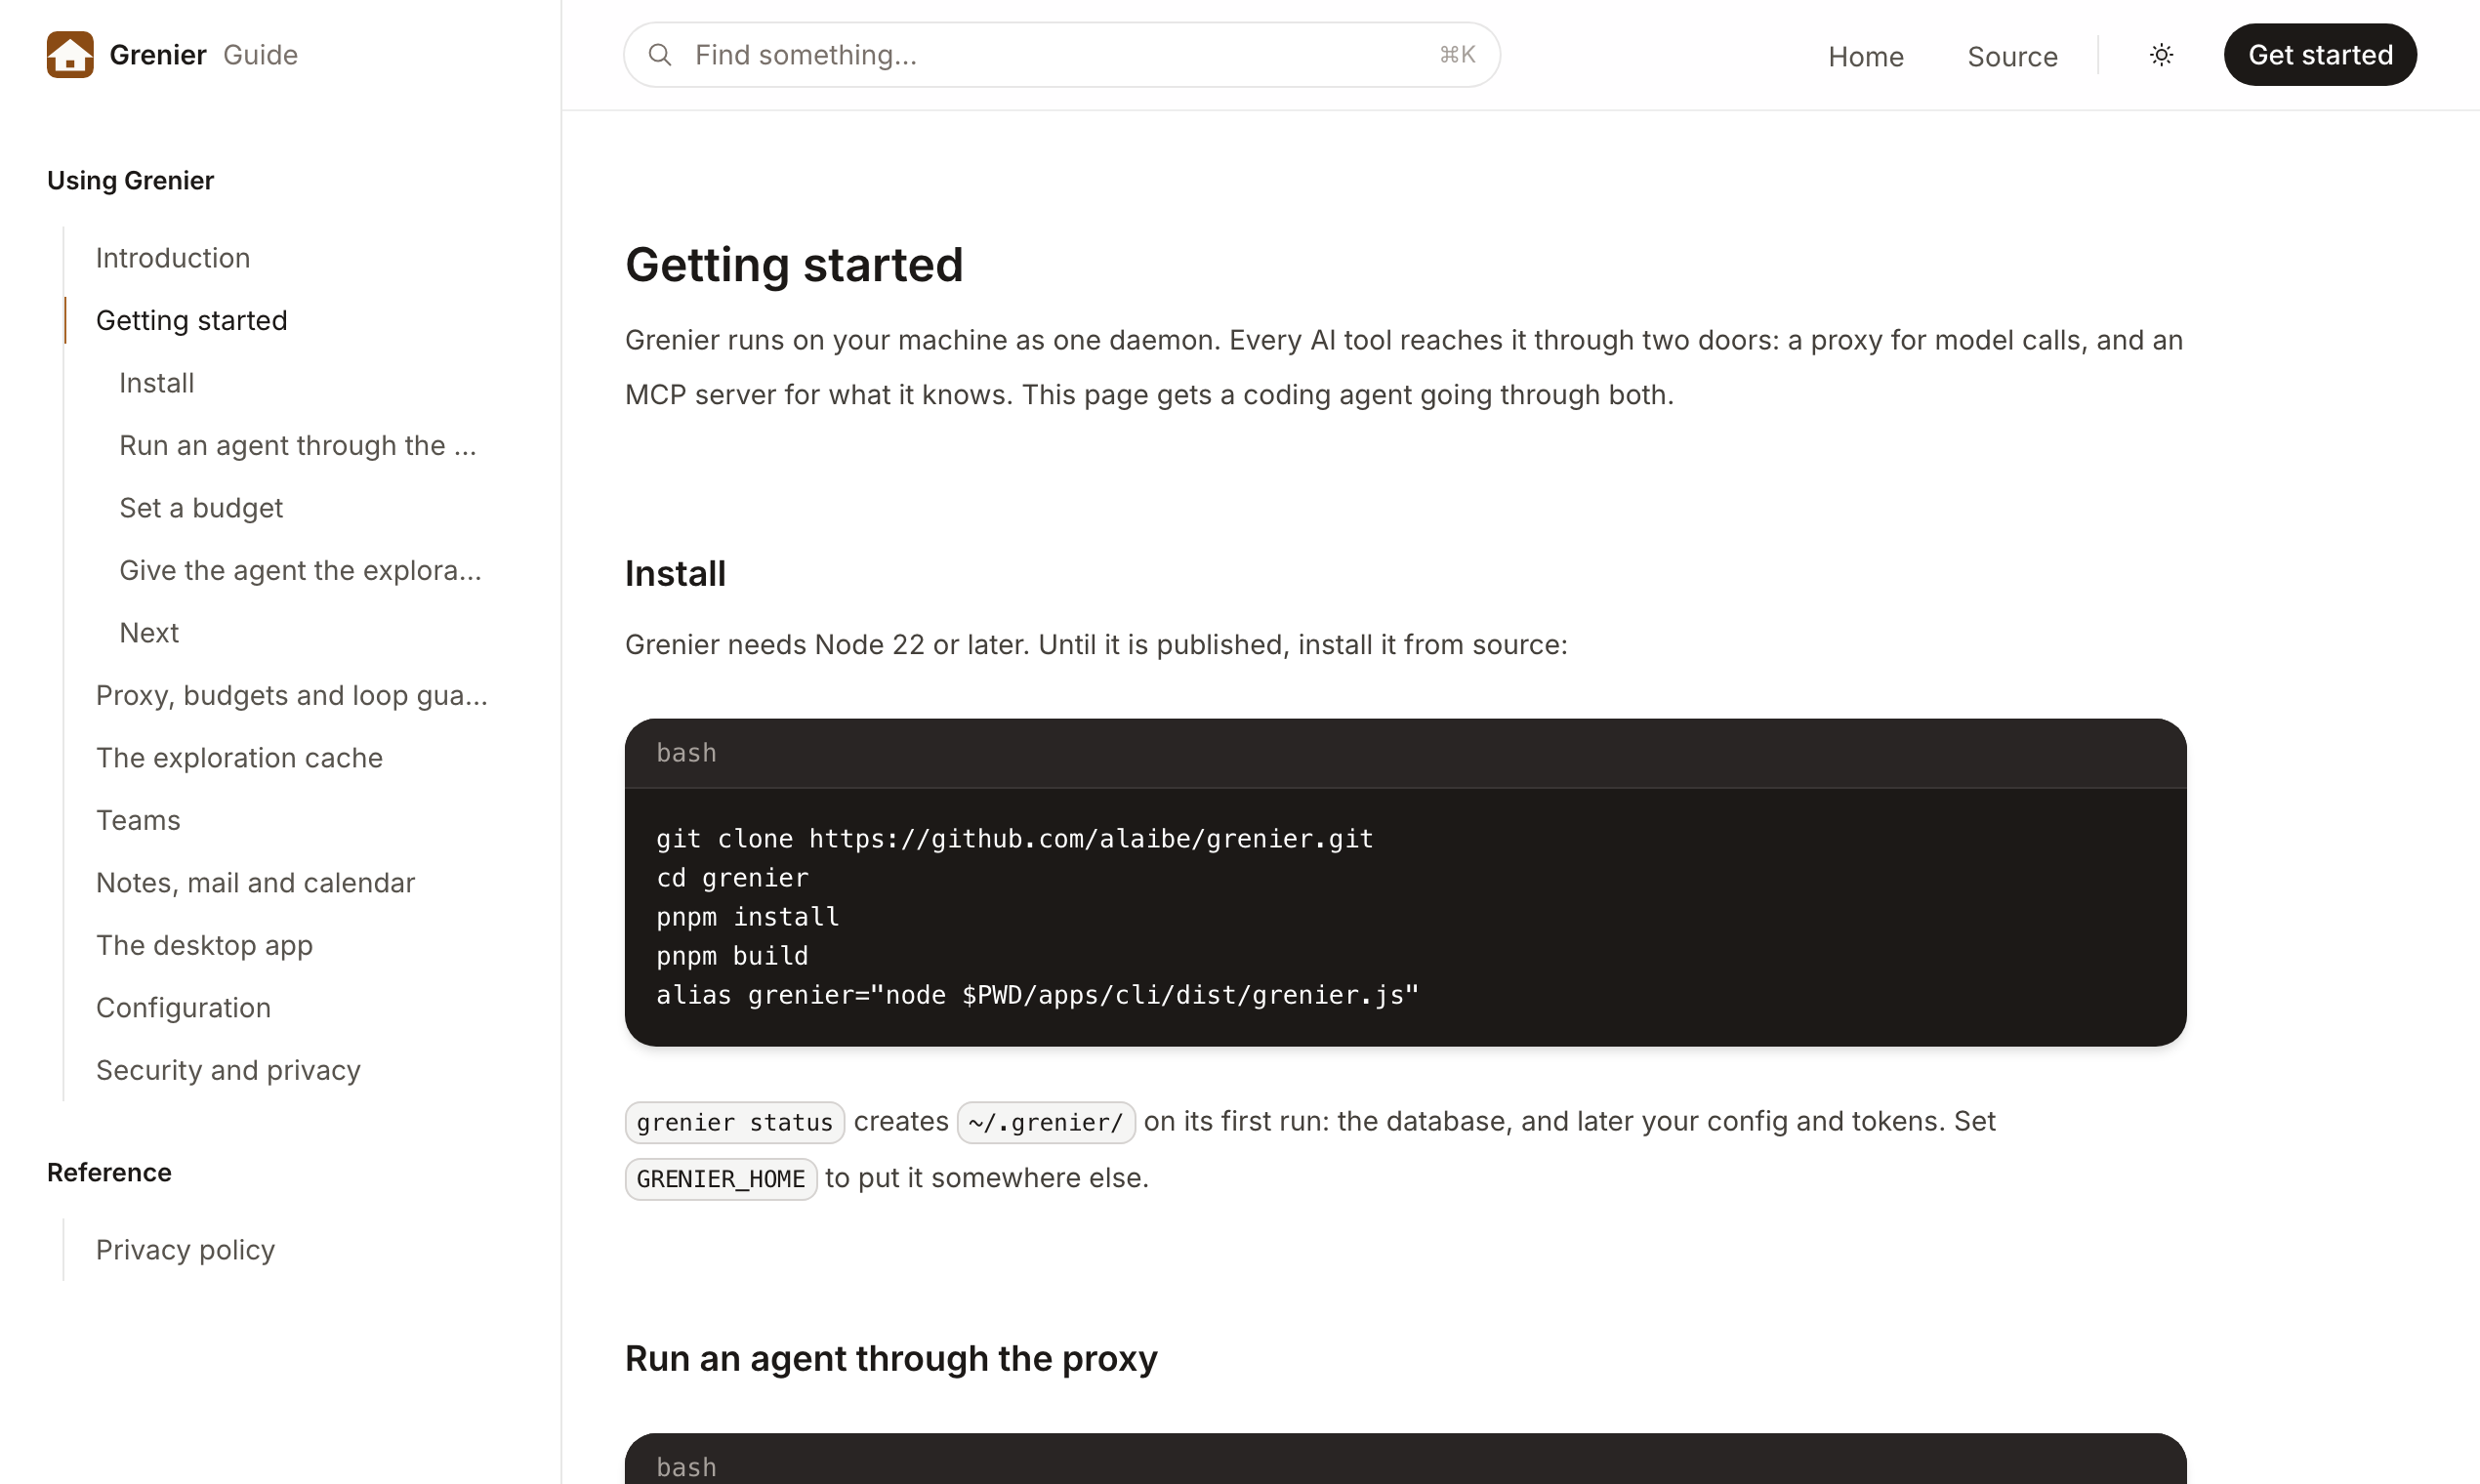 Grenier Guide
Find something...
⌘K
Home
Source
Get started
Using Grenier
Introduction
Getting started
Install
Run an agent through the ...
Set a budget
Give the agent the explora...
Next
Proxy, budgets and loop gua...
The exploration cache
Teams
Notes, mail and calendar
The desktop app
Configuration
Security and privacy
Reference
Privacy policy
Getting started
Grenier runs on your machine as one daemon. Every AI tool reaches it through two doors: a proxy for model calls, and an
MCP server for what it knows. This page gets a coding agent going through both.
Install
Grenier needs Node 22 or later. Until it is published, install it from source:
bash
git clone https://github.com/alaibe/grenier.git
cd grenier
pnpm install
pnpm build
alias grenier="node $PWD/apps/cli/dist/grenier.js"
grenier status creates ~/.grenier/ on its first run: the database, and later your config and tokens. Set
GRENIER_HOME to put it somewhere else.
Run an agent through the proxy
bash